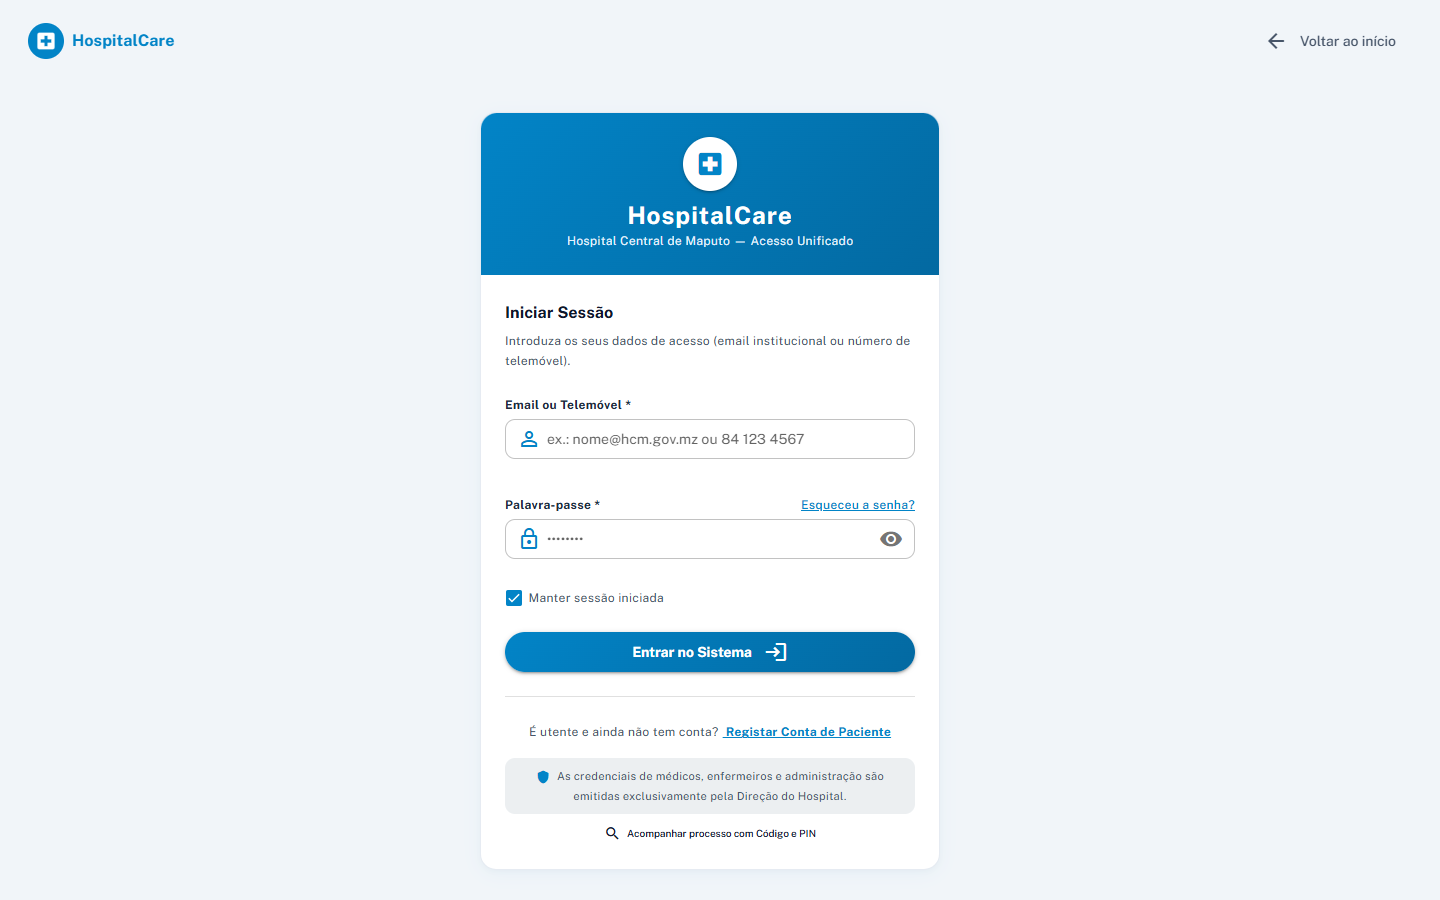 HospitalCare
Voltar ao início
HospitalCare
Hospital Central de Maputo — Acesso Unificado
Iniciar Sessão
Introduza os seus dados de acesso (email institucional ou número de
telemóvel).
Email ou Telemóvel *
ex.: nome@hcm.gov.mz ou 84 123 4567
Palavra-passe *
Esqueceu a senha?
••••••••
Manter sessão iniciada
Entrar no Sistema
É utente e ainda não tem conta? Registar Conta de Paciente
As credenciais de médicos, enfermeiros e administração são
emitidas exclusivamente pela Direção do Hospital.
Acompanhar processo com Código e PIN